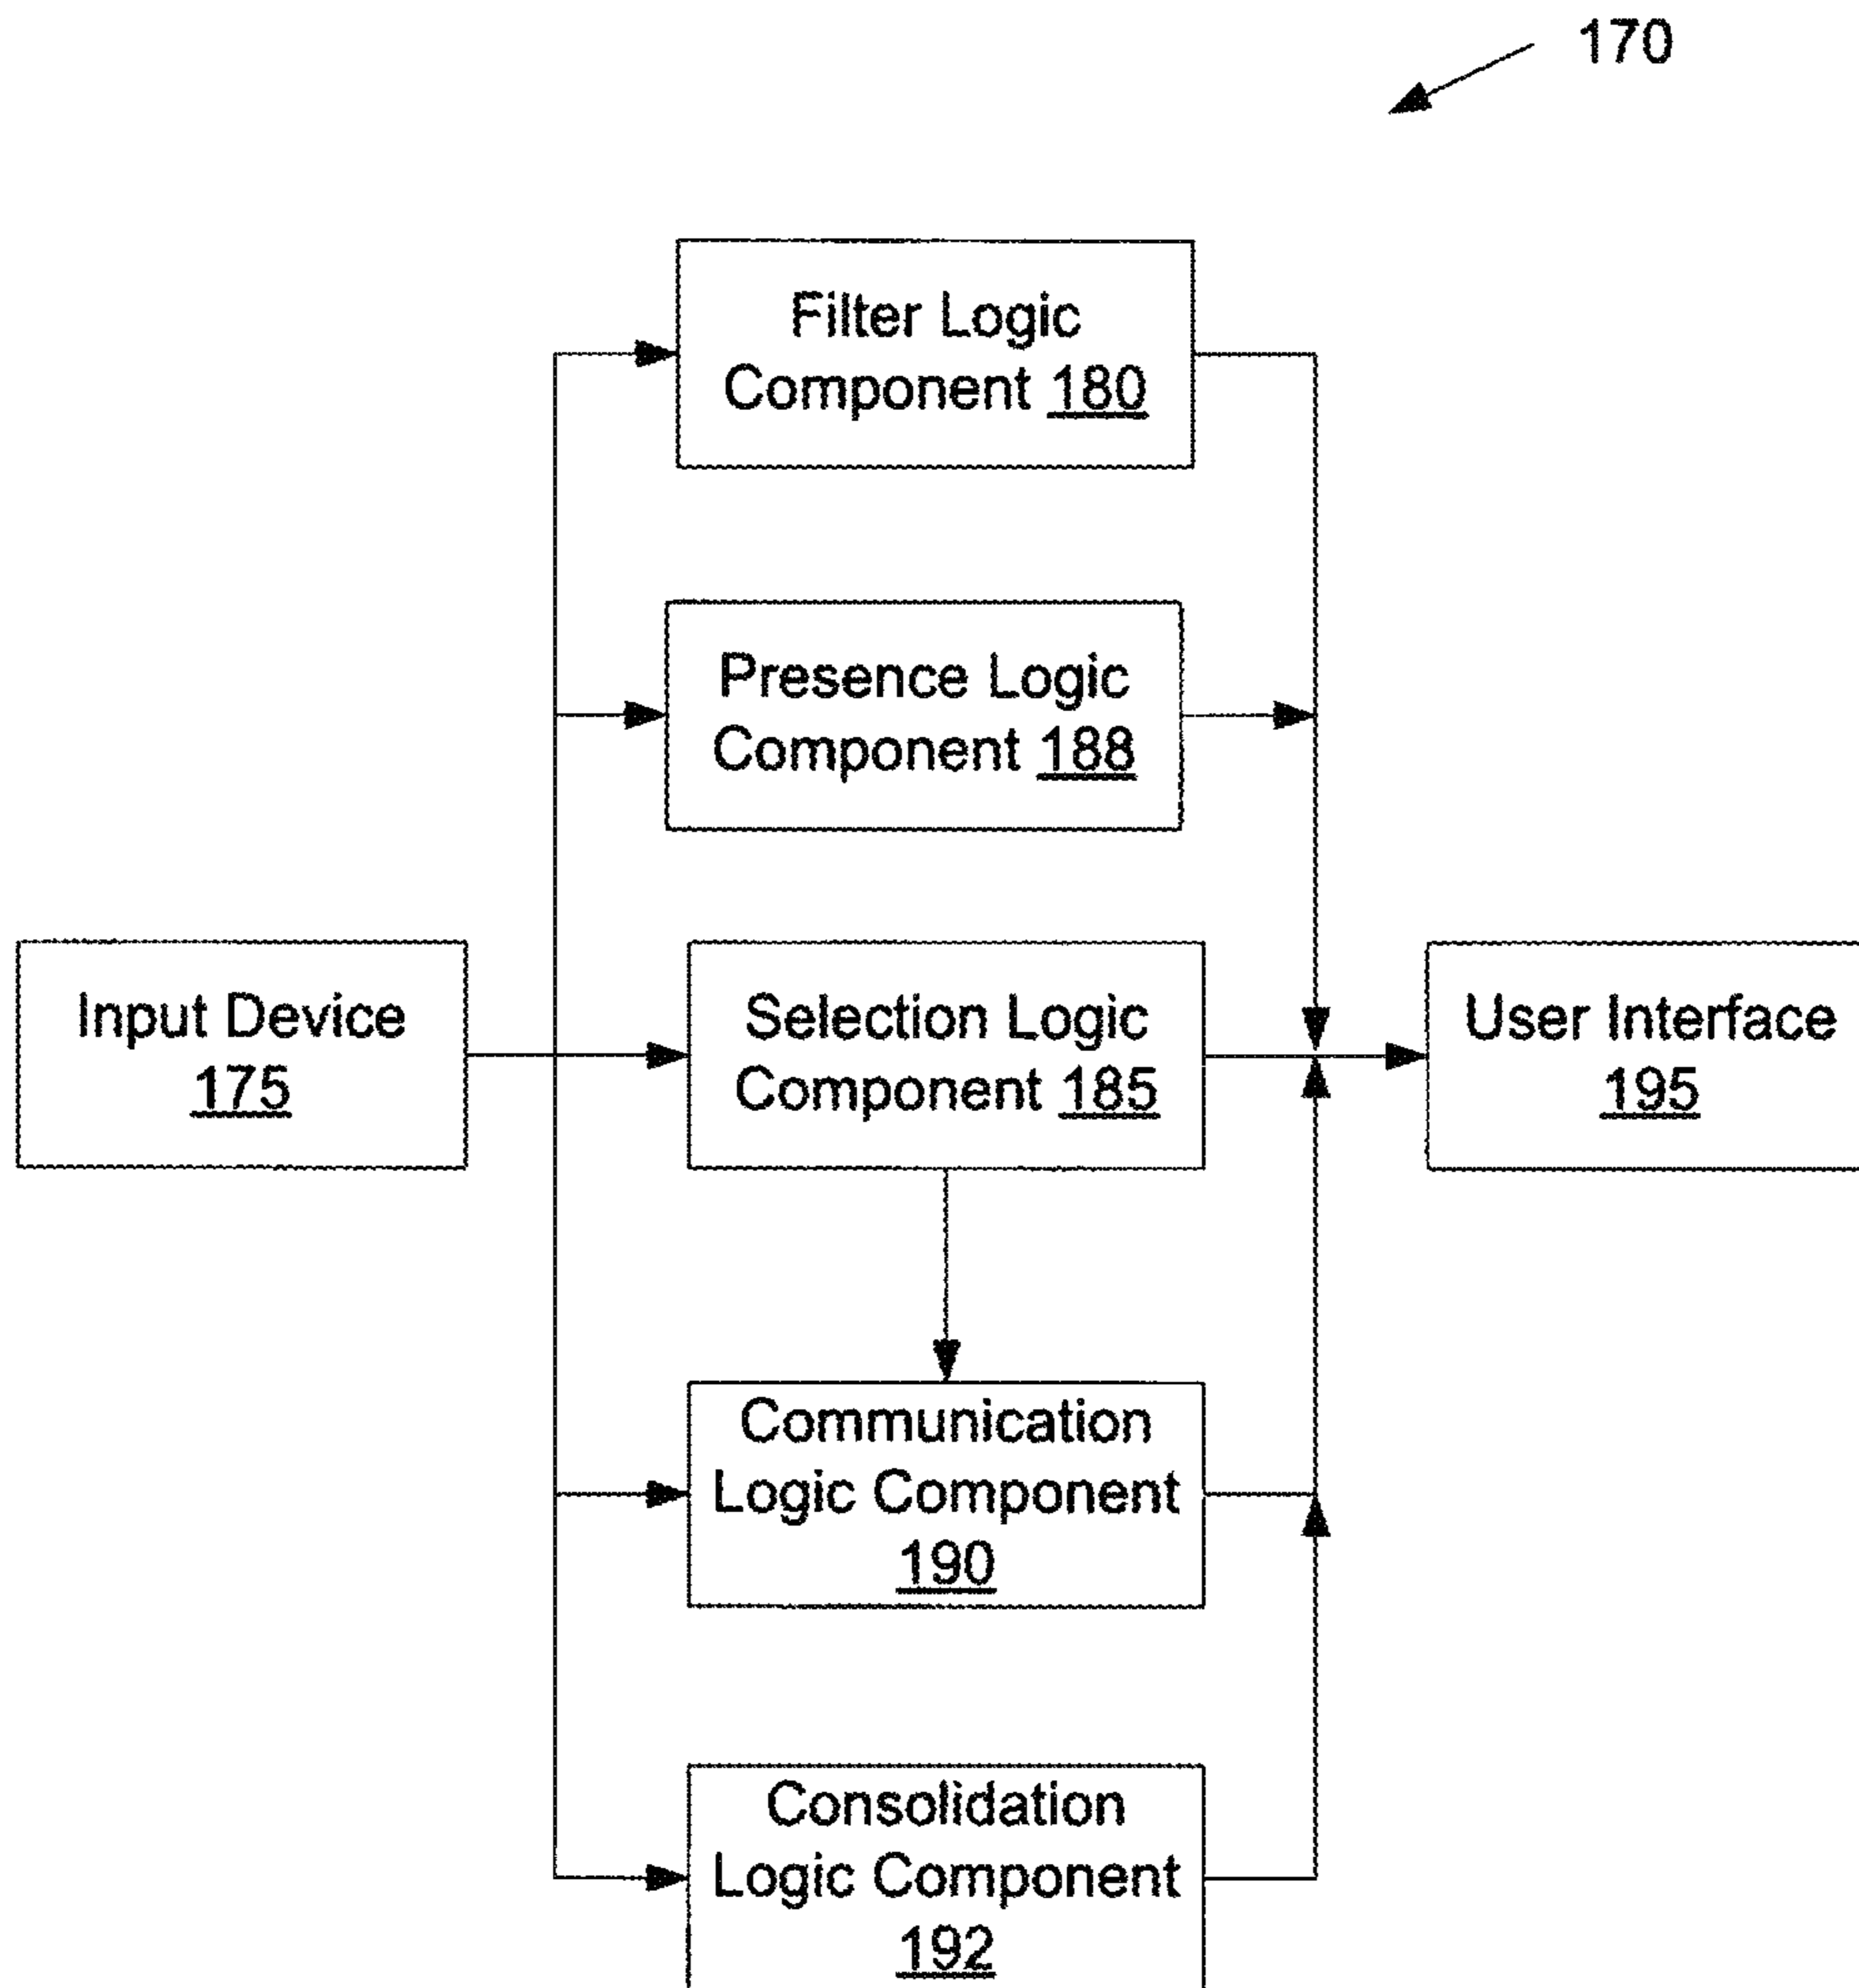 170
Filter Logic
Component 180
Presence Logic
Component 188
Input Device
175
Selection Logic
Component 185
User Interface
195
Communication
Logic Component
190
Consolidation
Logic Component
192